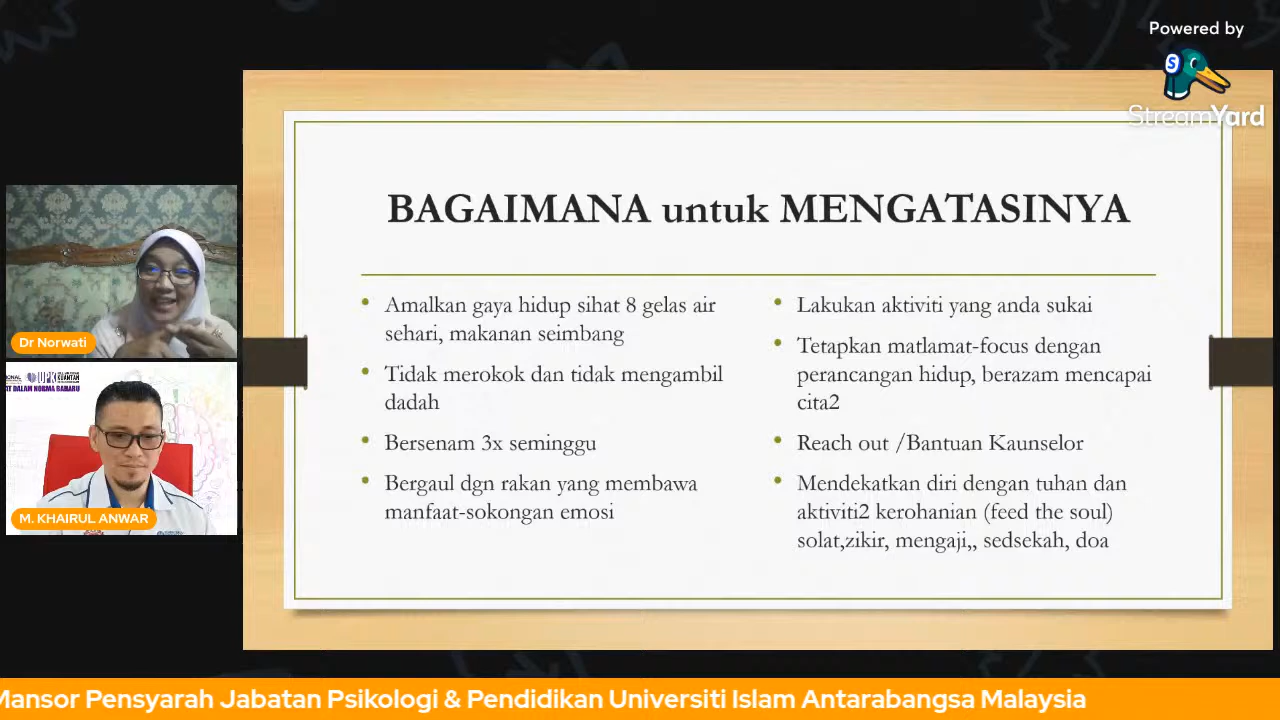 Powered by
StreamYard
BAGAIMANA untuk MENGATASINYA
• Amalkan gaya hidup sihat 8 gelas air
sehari, makanan seimbang
• Tidak merokok dan tidak mengambil
dadah
• Bersenam 3x seminggu
• Bergaul dgn rakan yang membawa
manfaat-sokongan emosi
• Lakukan aktiviti yang anda sukai
• Tetapkan matlamat-focus dengan
perancangan hidup, berazam mencapai
cita2
• Reach out /Bantuan Kaunselor
• Mendekatkan diri dengan tuhan dan
aktiviti2 kerohanian (feed the soul)
solat,zikir, mengaji,, sedsekah, doa
Dr Norwati
UPK
DALAM NORMA BAHARU
M. KHAIRUL ANWAR
Mansor Pensyarah Jabatan Psikologi & Pendidikan Universiti Islam Antarabangsa Malaysia